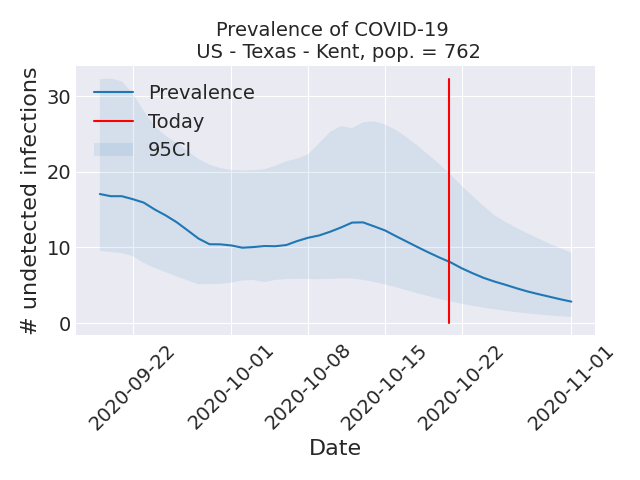 Prevalence of COVID-19
US - Texas - Kent, pop. = 762
# undetected infections
30
20
10
0
Prevalence
Today
95CI
2020-09-22
2020-10-01
2020-10-08
2020-10-15
2020-10-22
2020-11-01
Date